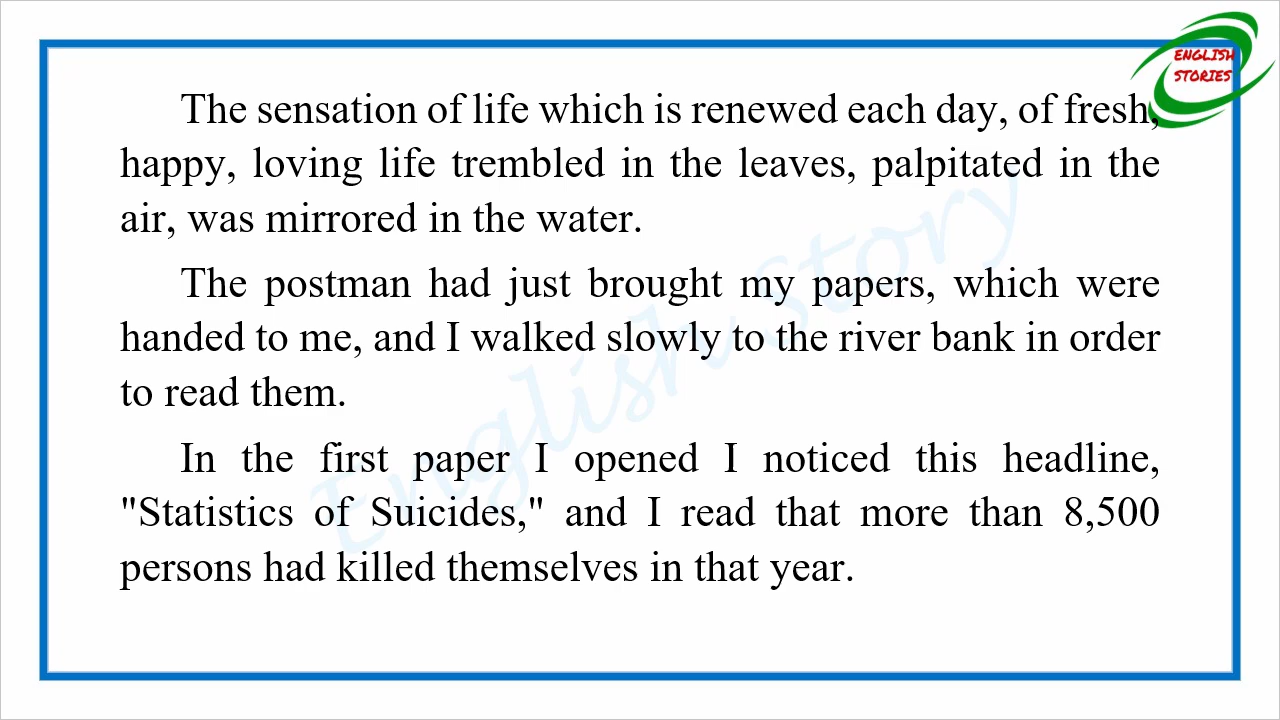 ENGLISH
STORIES
The sensation of life which is renewed each day, of fresh,
happy, loving life trembled in the leaves, palpitated in the
air, was mirrored in the water.
The postman had just brought my papers, which were
handed to me, and I walked slowly to the river bank in order
to read them.
In the first paper I opened I noticed this headline,
"Statistics of Suicides," and I read that more than 8,500
persons had killed themselves in that year.
English Story